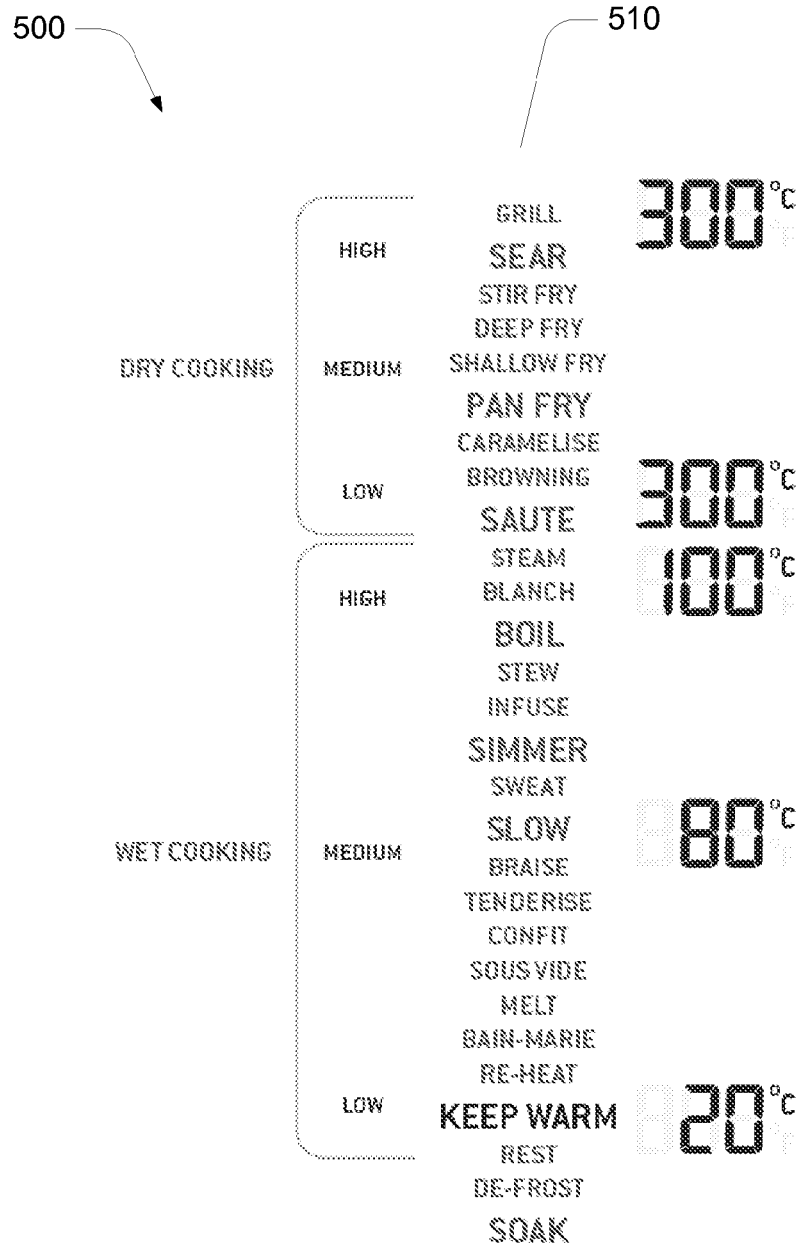 500
510
GRILL 300°C
HIGH
SEAR
STIR FRY
DEEP FRY
DRY COOKING MEDIUM SHALLOW FRY
PAN FRY
CARAMELISE
BROWNING 300°C
LOW
SAUTE
STEAM 100°C
HIGH BLANCH
BOIL
STEW
INFUSE
SIMMER
SWEAT
SLOW 80°C
WET COOKING MEDIUM
BRAISE
TENDERISE
CONFIT
SOUS VIDE
MELT
BAIN-MARIE
RE-HEAT
LOW KEEP WARM 20°C
REST
DE-FROST
SOAK